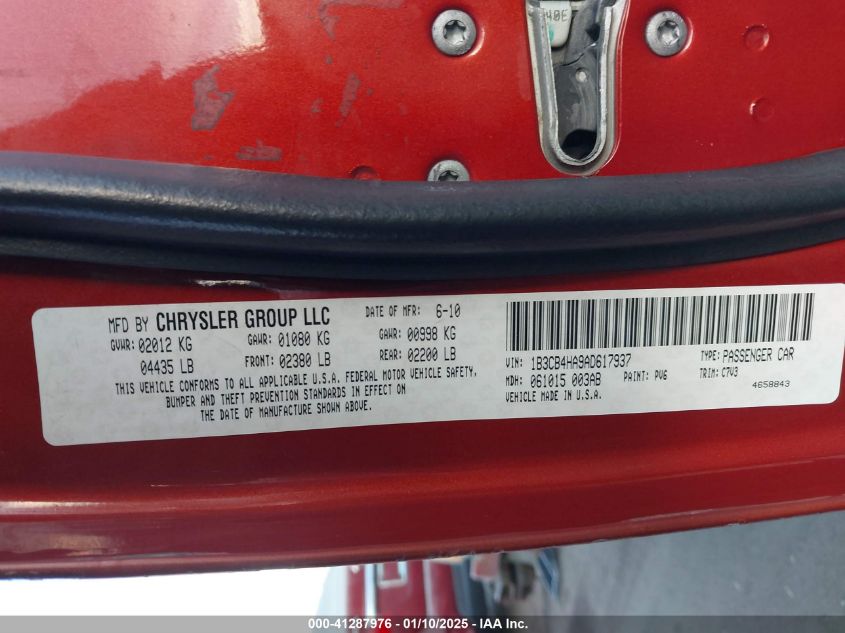 40E
MFD BY CHRYSLER GROUP LLC DATE OF MFR: 6-10
GVWR: 02012 KG GAWR: 01080 KG GAWR: 00998 KG
04435 LB FRONT: 02380 LB REAR: 02200 LB
THIS VEHICLE CONFORMS TO ALL APPLICABLE U.S.A. FEDERAL MOTOR VEHICLE SAFETY,
BUMPER AND THEFT PREVENTION STANDARDS IN EFFECT ON
THE DATE OF MANUFACTURE SHOWN ABOVE.
VIN: 1B3CB4HA9AD617937 TYPE: PASSENGER CAR
MDH: 061015 003AB PAINT: PV6 TRIM: C7V3
VEHICLE MADE IN U.S.A. 4658843
000-41287976 - 01/10/2025 - IAA Inc.